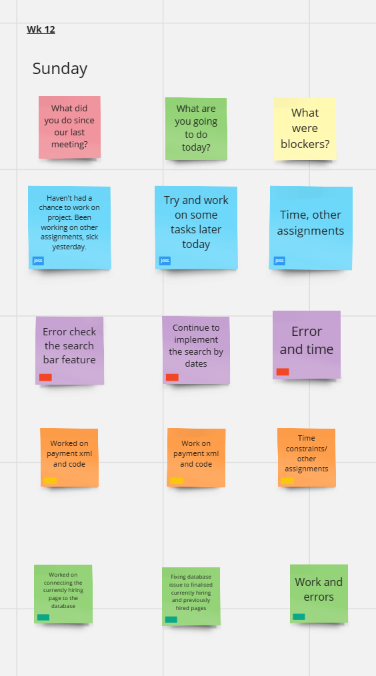 Wk 12
Sunday
What did
you do since
our last
meeting?
What are
you going
to do
today?
What
were
blockers?
Haven't had a
chance to work on
project. Been
working on other
assignments, sick
yesterday.
Try and work
on some
tasks later
today
Time, other
assignments
Error check
the search
bar feature
Continue to
implement
the search by
dates
Error
and time
Worked on
payment xml
and code
Work on
payment xml
and code
Time
constraints/
other
assignments
Worked on
connecting the
currently hiring
page to the
database
Fixing database
issue to finalised
currently hiring
and previously
hired pages
Work and
errors